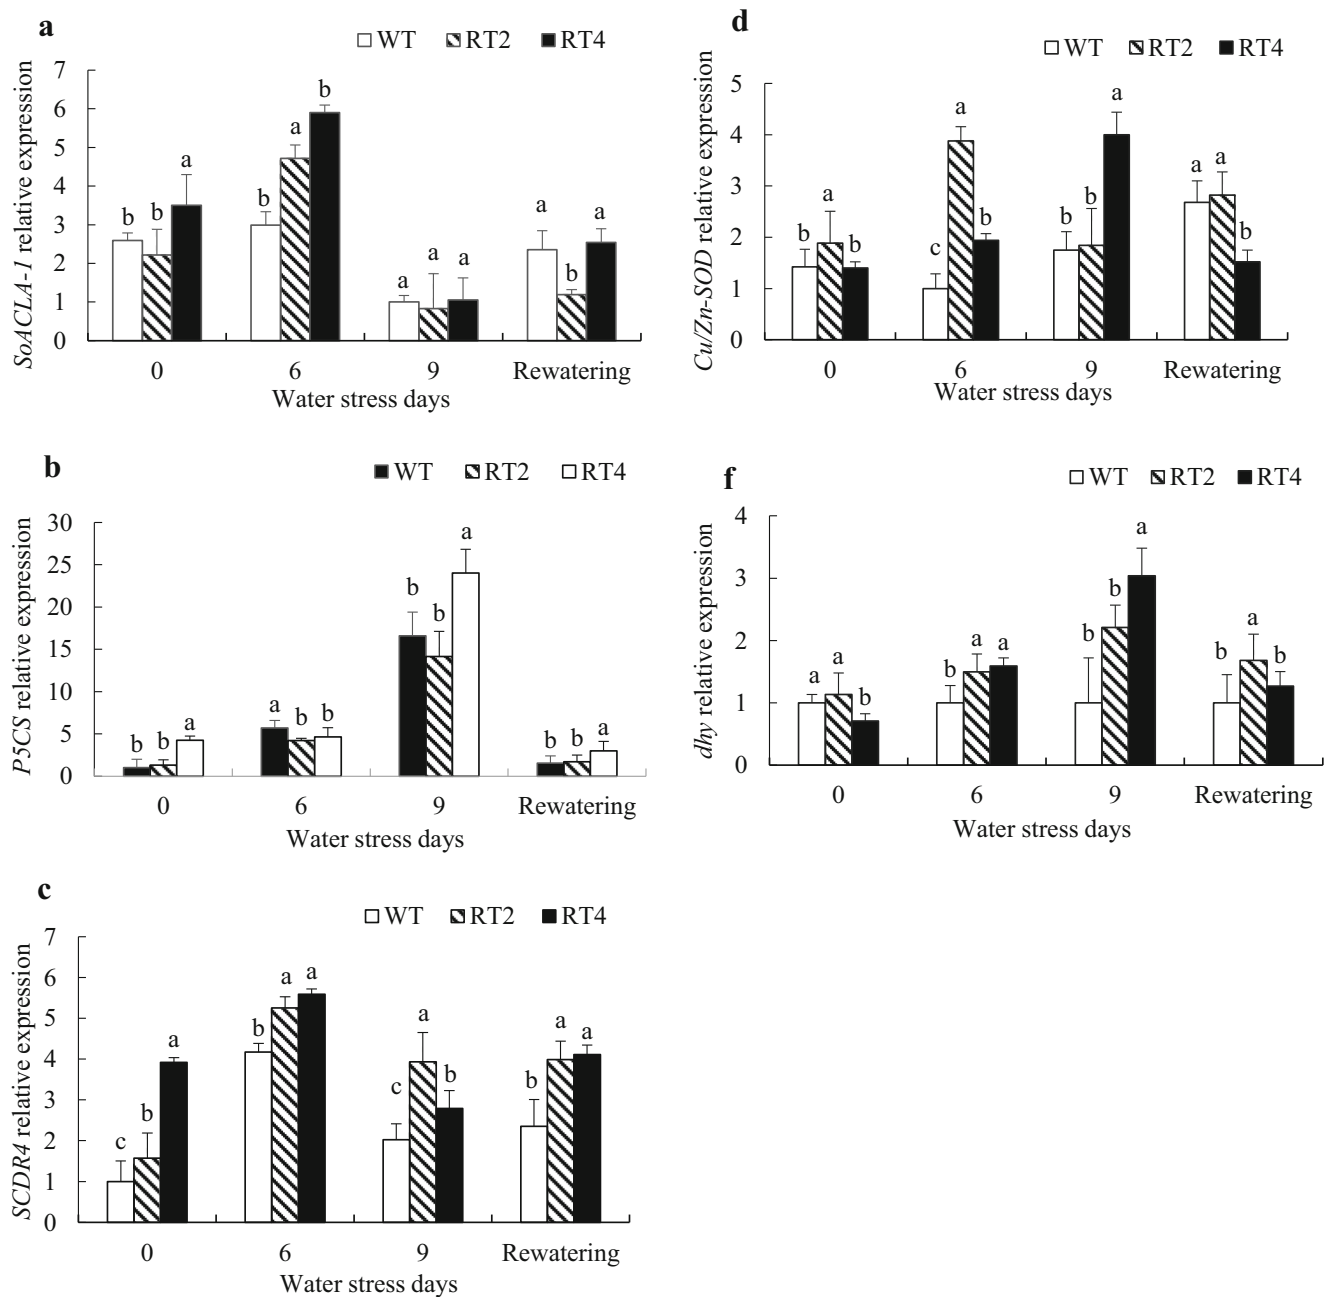 a
WT RT2 RT4
SoACLA-1 relative expression
7
6
5
4
3
2
1
0
b b a
b a b
a a a
a b a
0 6 9 Rewatering
Water stress days
b
WT RT2 RT4
P5CS relative expression
30
25
20
15
10
5
0
b b a
a b b
b b a
b b a
0 6 9 Rewatering
Water stress days
c
WT RT2 RT4
SCDR4 relative expression
7
6
5
4
3
2
1
0
c b a
b a a
c a b
b a a
0 6 9 Rewatering
Water stress days
d
WT RT2 RT4
Cu/Zn-SOD relative expression
5
4
3
2
1
0
b a b
c a b
b b a
a a b
0 6 9 Rewatering
Water stress days
f
WT RT2 RT4
dhy relative expression
4
3
2
1
0
a a b
b a a
b b a
b a b
0 6 9 Rewatering
Water stress days